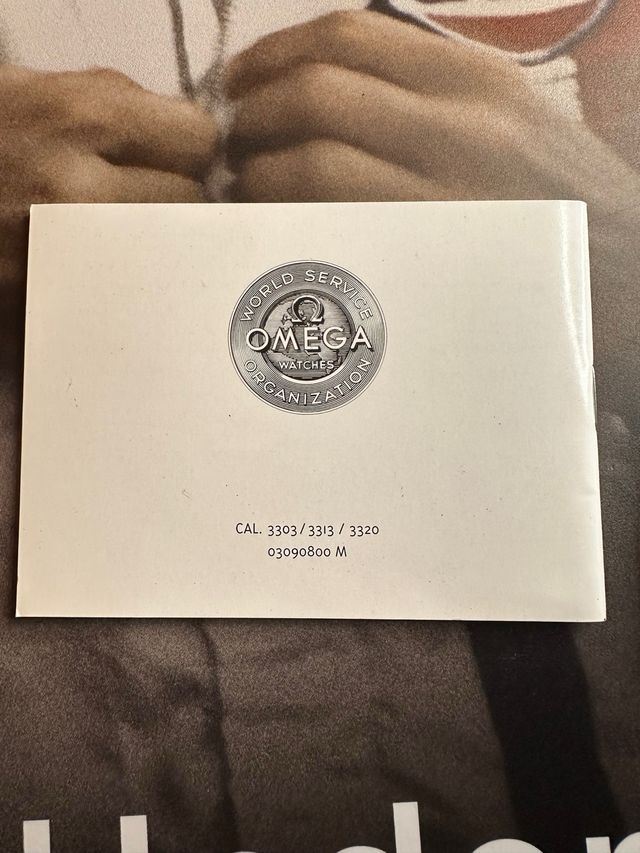 WORLD SERVICE
Ω
OMEGA
WATCHES
ORGANIZATION
CAL. 3303 / 3313 / 3320
03090800 M